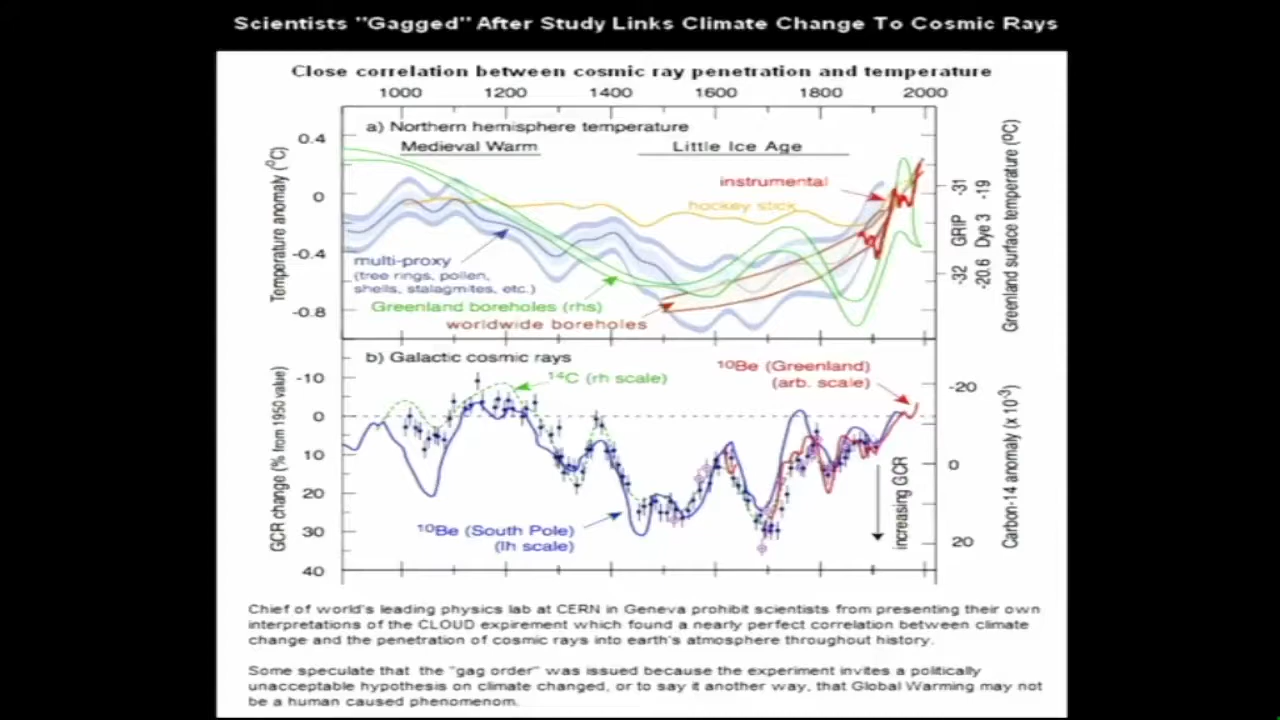 Scientists "Gagged" After Study Links Climate Change To Cosmic Rays
Close correlation between cosmic ray penetration and temperature
1000 1200 1400 1600 1800 2000
a) Northern hemisphere temperature
Medieval Warm Little Ice Age
0.4
0
-0.4
-0.8
Temperature anomaly (°C)
instrumental
hockey stick
multi-proxy
(tree rings, pollen,
shells, stalagmites, etc.)
Greenland boreholes (rhs)
worldwide boreholes
-31
-32
GRIP
-19
-20.6
Dye 3
Greenland surface temperature (°C)
b) Galactic cosmic rays
¹⁴C (rh scale)
¹⁰Be (Greenland)
(arb. scale)
-10
0
10
20
30
40
GCR change (% from 1950 value)
¹⁰Be (South Pole)
(lh scale)
increasing GCR
-20
0
20
Carbon-14 anomaly (x 10⁻³)
Chief of world's leading physics lab at CERN in Geneva prohibit scientists from presenting their own
interpretations of the CLOUD expirement which found a nearly perfect correlation between climate
change and the penetration of cosmic rays into earth's atmosphere throughout history.
Some speculate that the "gag order" was issued because the experiment invites a politically
unacceptable hypothesis on climate changed, or to say it another way, that Global Warming may not
be a human caused phenomenom.